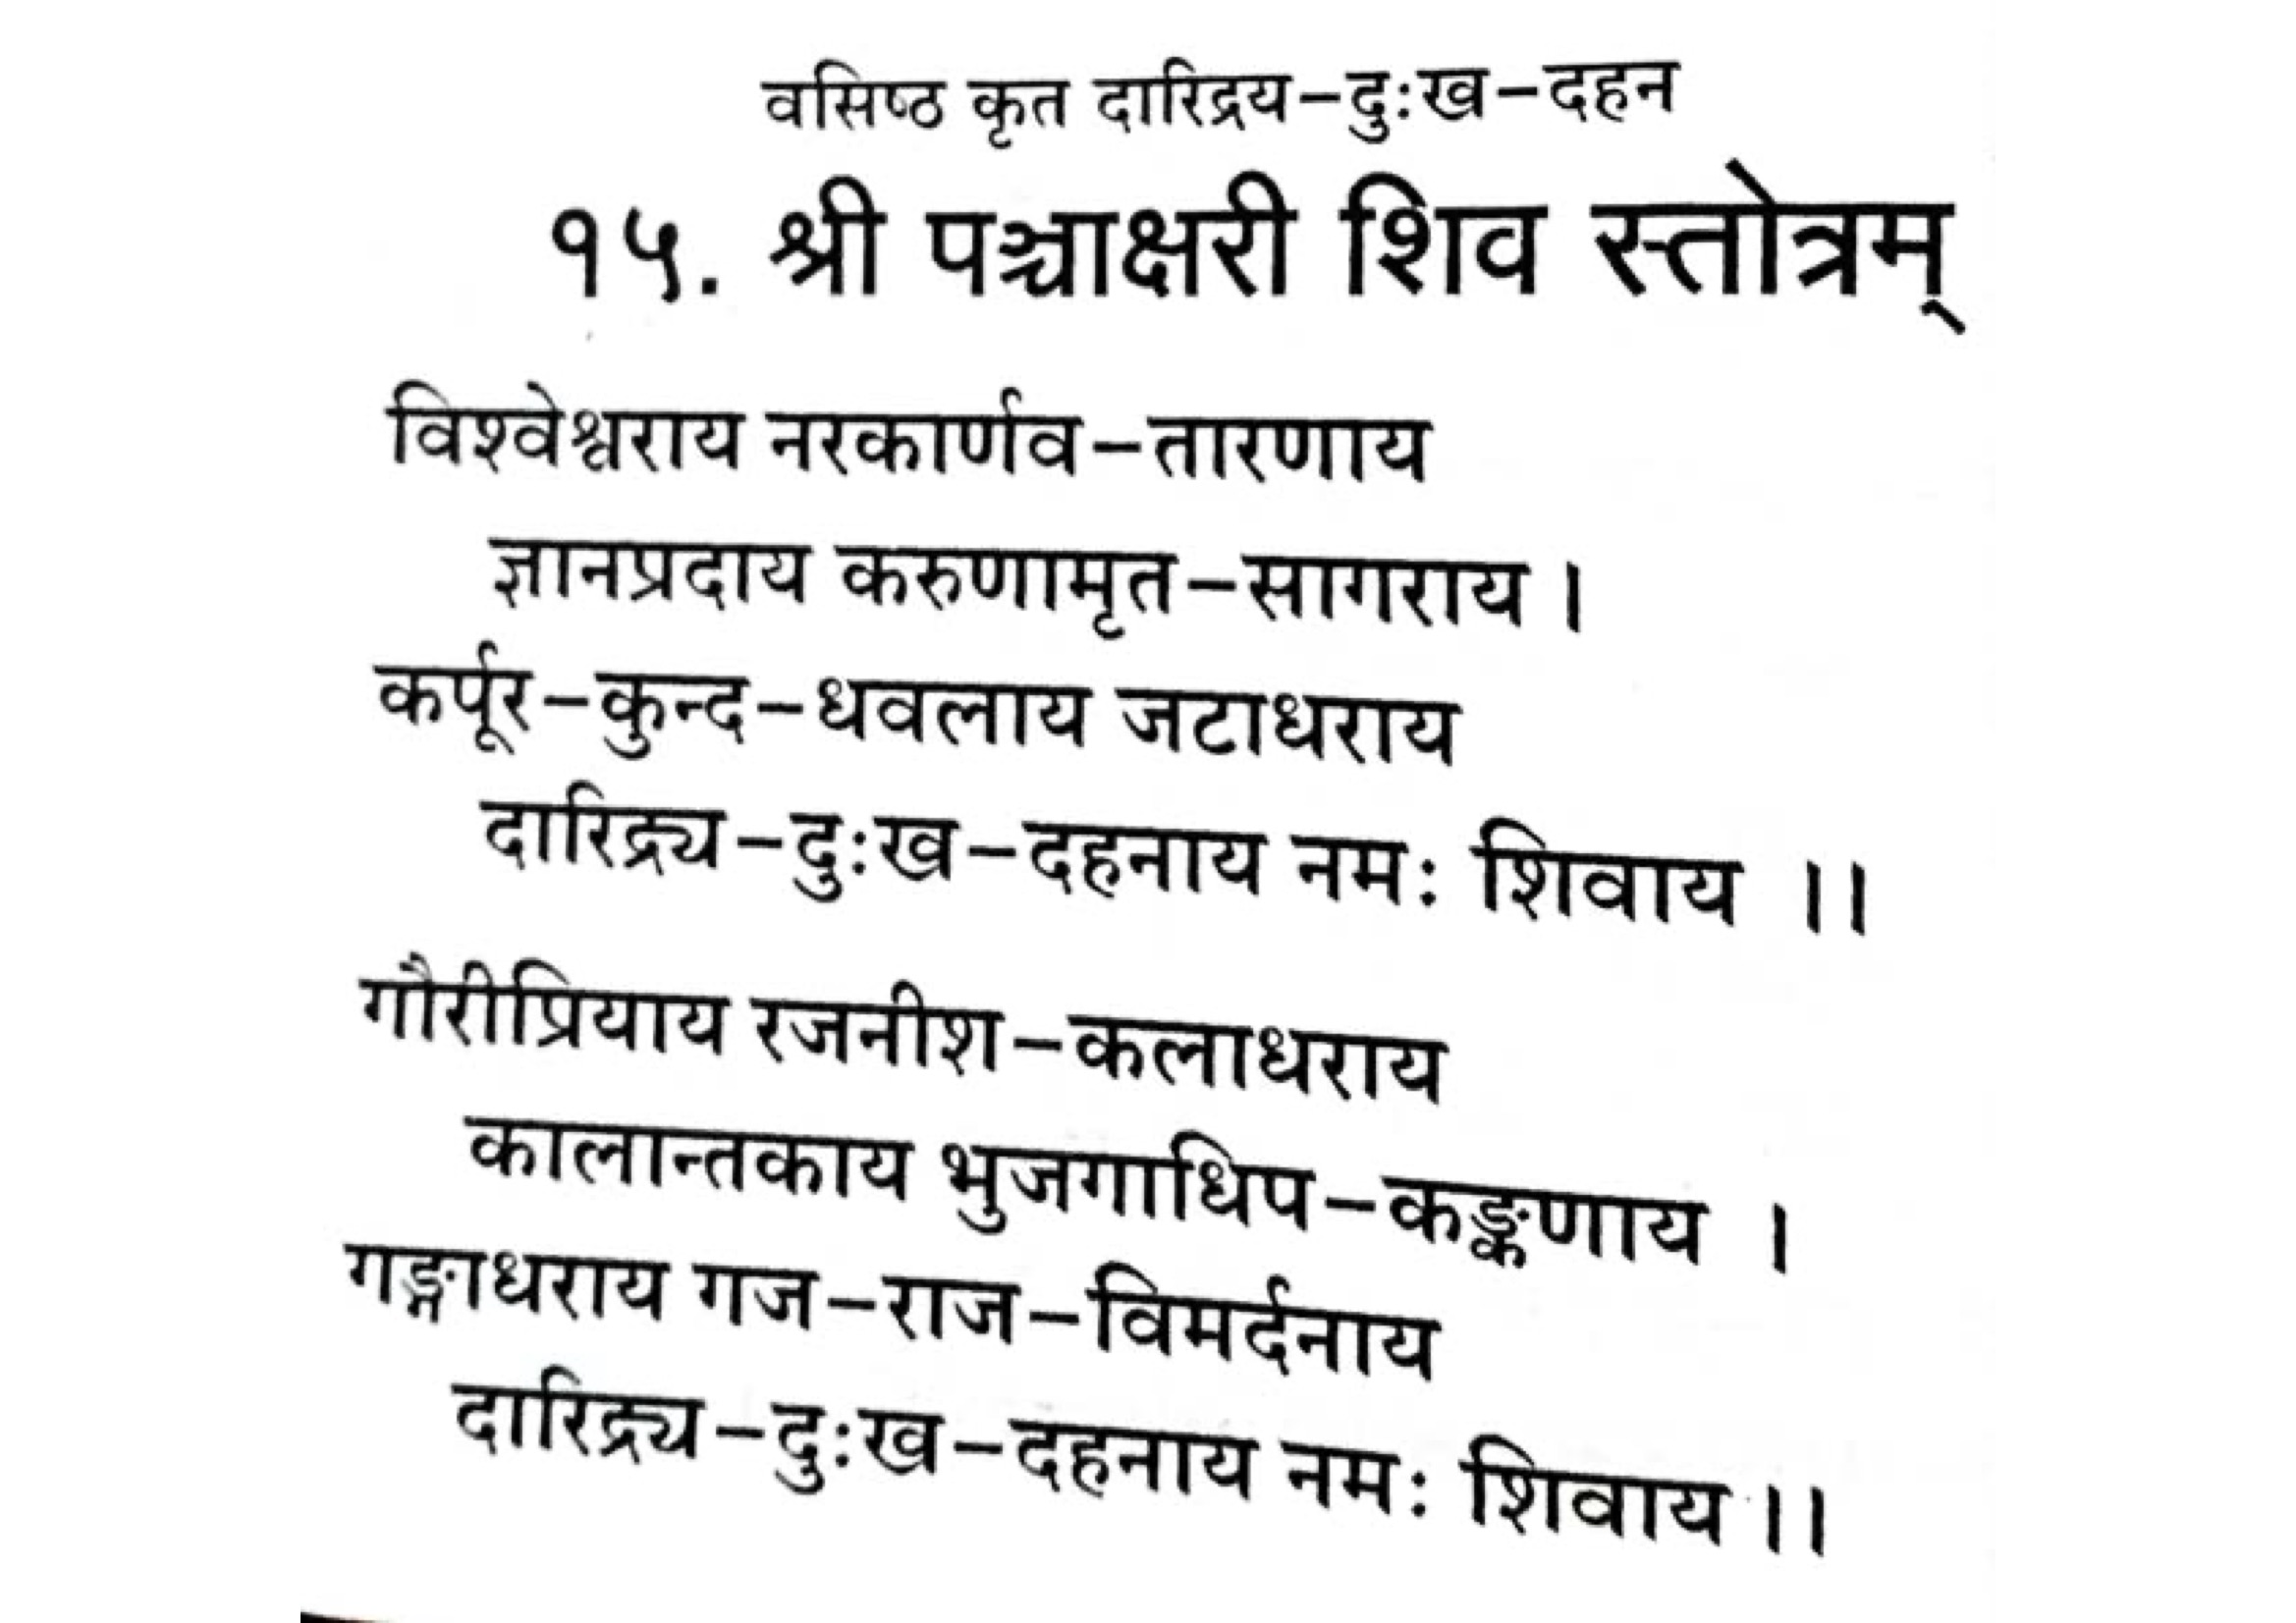 वसिष्ठ कृत दारिद्रय–दुःख–दहन
१५. श्री पञ्चाक्षरी शिव स्तोत्रम्
विश्वेश्वराय नरकार्णव–तारणाय
ज्ञानप्रदाय करुणामृत–सागराय ।
कर्पूर–कुन्द–धवलाय जटाधराय
दारिद्र्य–दुःख–दहनाय नमः शिवाय ।।
गौरीप्रियाय रजनीश–कलाधराय
कालान्तकाय भुजगाधिप–कङ्कणाय ।
गङ्गाधराय गज–राज–विमर्दनाय
दारिद्र्य–दुःख–दहनाय नमः शिवाय ।।